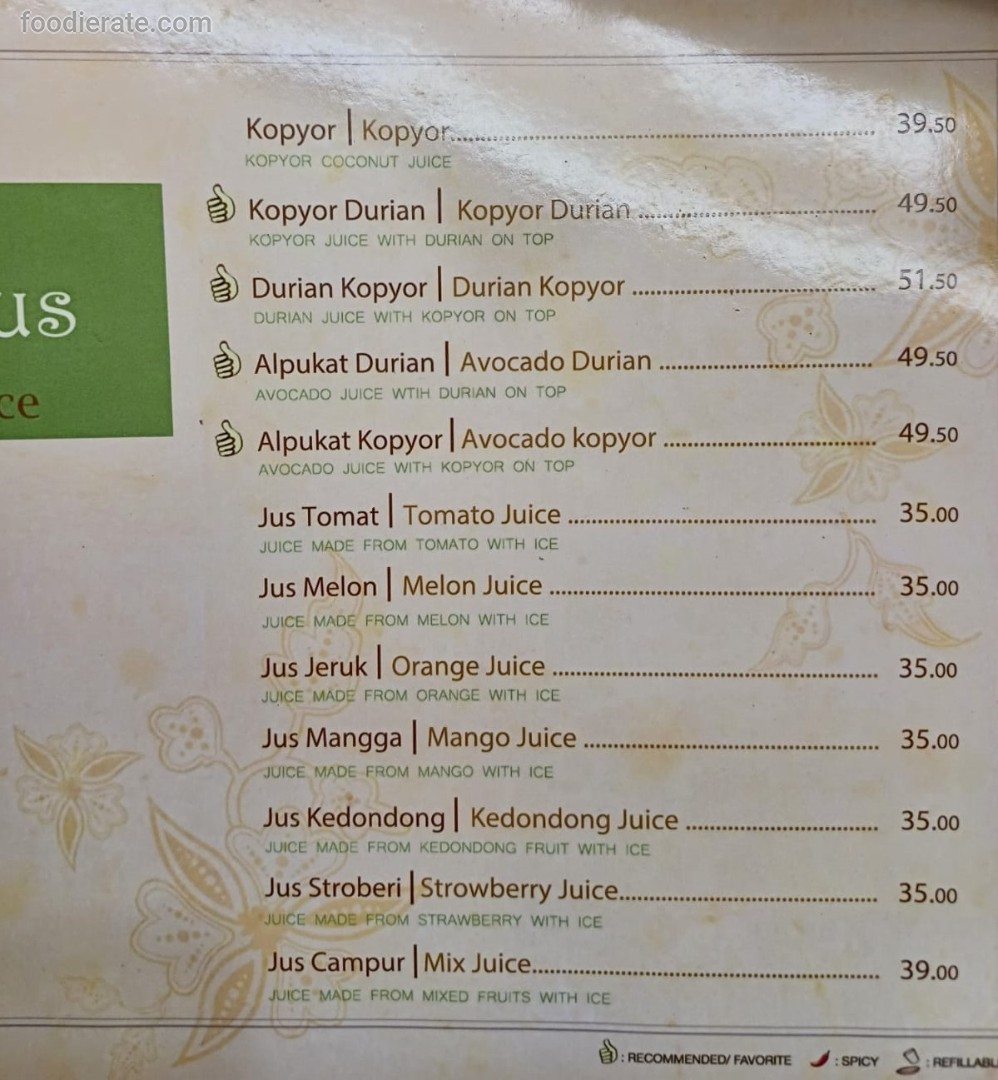 foodierate.com
Kopyor | Kopyor 39.50
KOPYOR COCONUT JUICE
Kopyor Durian | Kopyor Durian 49.50
KOPYOR JUICE WITH DURIAN ON TOP
Durian Kopyor | Durian Kopyor 51.50
DURIAN JUICE WITH KOPYOR ON TOP
us
Alpukat Durian | Avocado Durian 49.50
AVOCADO JUICE WTIH DURIAN ON TOP
ce
Alpukat Kopyor | Avocado kopyor 49.50
AVOCADO JUICE WITH KOPYOR ON TOP
Jus Tomat | Tomato Juice 35.00
JUICE MADE FROM TOMATO WITH ICE
Jus Melon | Melon Juice 35.00
JUICE MADE FROM MELON WITH ICE
Jus Jeruk | Orange Juice 35.00
JUICE MADE FROM ORANGE WITH ICE
Jus Mangga | Mango Juice 35.00
JUICE MADE FROM MANGO WITH ICE
Jus Kedondong | Kedondong Juice 35.00
JUICE MADE FROM KEDONDONG FRUIT WITH ICE
Jus Stroberi | Strowberry Juice 35.00
JUICE MADE FROM STRAWBERRY WITH ICE
Jus Campur | Mix Juice 39.00
JUICE MADE FROM MIXED FRUITS WITH ICE
: RECOMMENDED/ FAVORITE : SPICY : REFILLABL